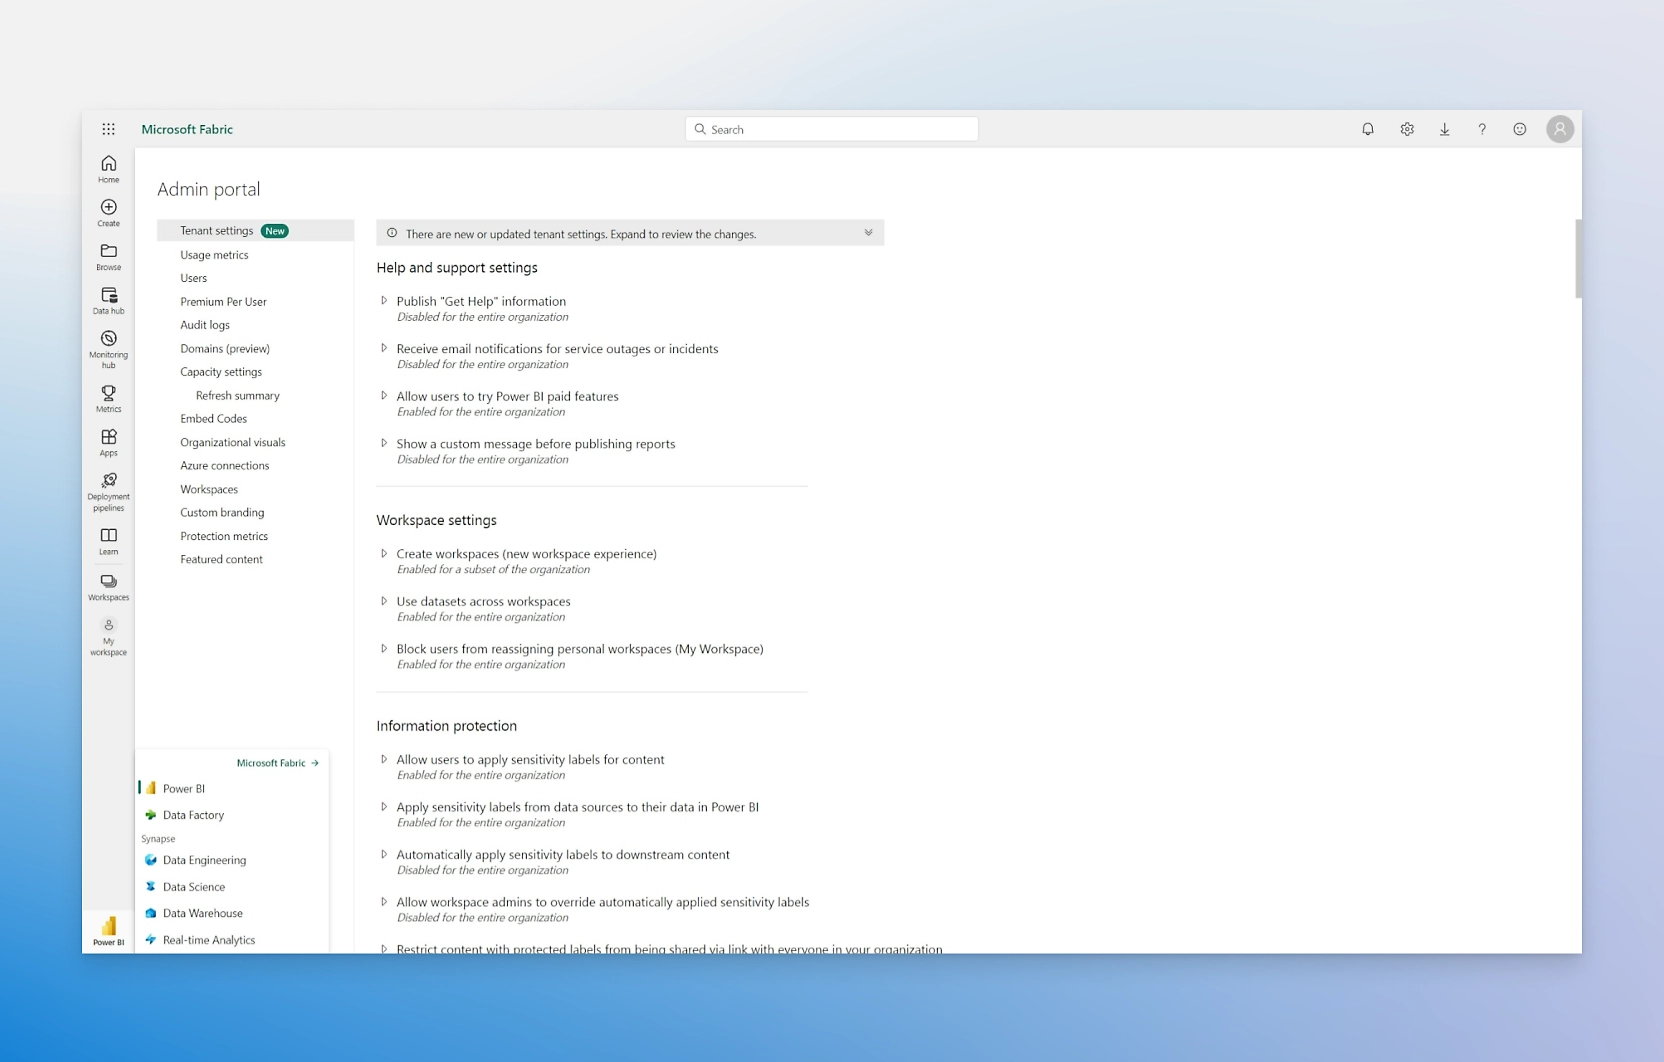 Microsoft Fabric
Search
Home
Create
Browse
Data hub
Monitoring
hub
Metrics
Apps
Deployment
pipelines
Learn
Workspaces
My
workspace
Power BI
Admin portal
Tenant settings New
Usage metrics
Users
Premium Per User
Audit logs
Domains (preview)
Capacity settings
Refresh summary
Embed Codes
Organizational visuals
Azure connections
Workspaces
Custom branding
Protection metrics
Featured content
Microsoft Fabric →
Power BI
Data Factory
Synapse
Data Engineering
Data Science
Data Warehouse
Real-time Analytics
There are new or updated tenant settings. Expand to review the changes.
Help and support settings
Publish "Get Help" information
Disabled for the entire organization
Receive email notifications for service outages or incidents
Disabled for the entire organization
Allow users to try Power BI paid features
Enabled for the entire organization
Show a custom message before publishing reports
Disabled for the entire organization
Workspace settings
Create workspaces (new workspace experience)
Enabled for a subset of the organization
Use datasets across workspaces
Enabled for the entire organization
Block users from reassigning personal workspaces (My Workspace)
Enabled for the entire organization
Information protection
Allow users to apply sensitivity labels for content
Enabled for the entire organization
Apply sensitivity labels from data sources to their data in Power BI
Enabled for the entire organization
Automatically apply sensitivity labels to downstream content
Disabled for the entire organization
Allow workspace admins to override automatically applied sensitivity labels
Disabled for the entire organization
Restrict content with protected labels from being shared via link with everyone in your organization